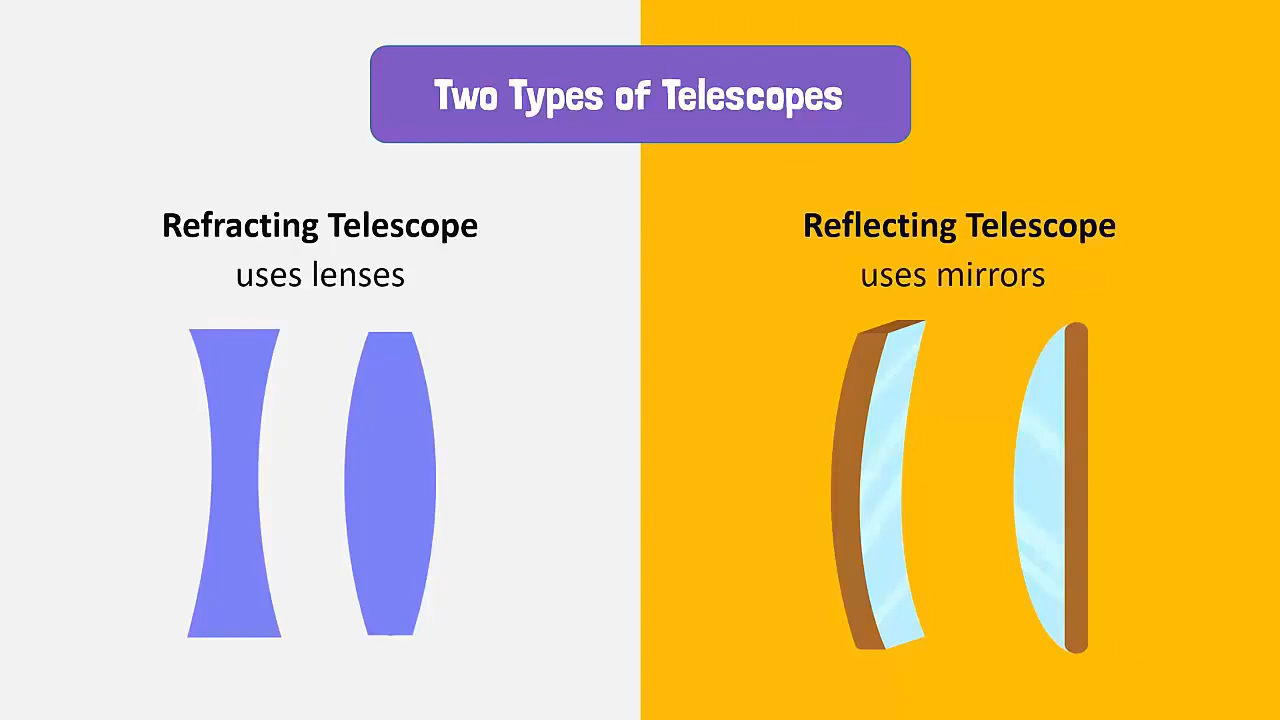 Two Types of Telescopes
Refracting Telescope
uses lenses
Reflecting Telescope
uses mirrors